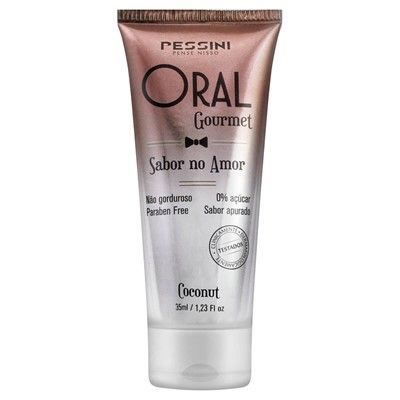 PESSINI
PENSE NISSO
ORAL
Gourmet
Sabor no Amor
Não gorduroso
Paraben Free
0% açúcar
Sabor apurado
CLINICAMENTE
TESTADOS
Coconut
35ml / 1,23 Fl oz